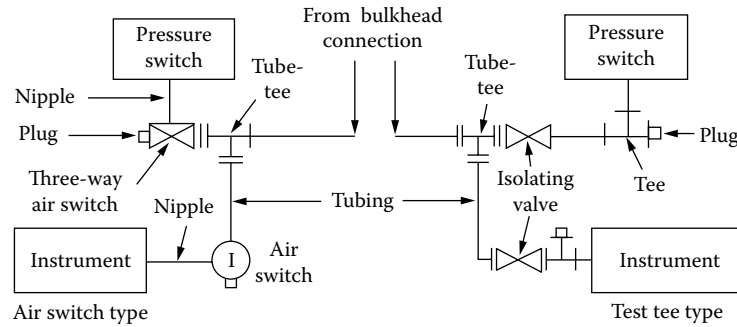 Pressure
switch
From bulkhead
connection
Pressure
switch
Nipple
Tube-
tee
Tube-
tee
Plug
Plug
Three-way
air switch
Nipple
Tubing
Isolating
valve
Tee
Instrument
I
Air
switch
Instrument
Air switch type
Test tee type